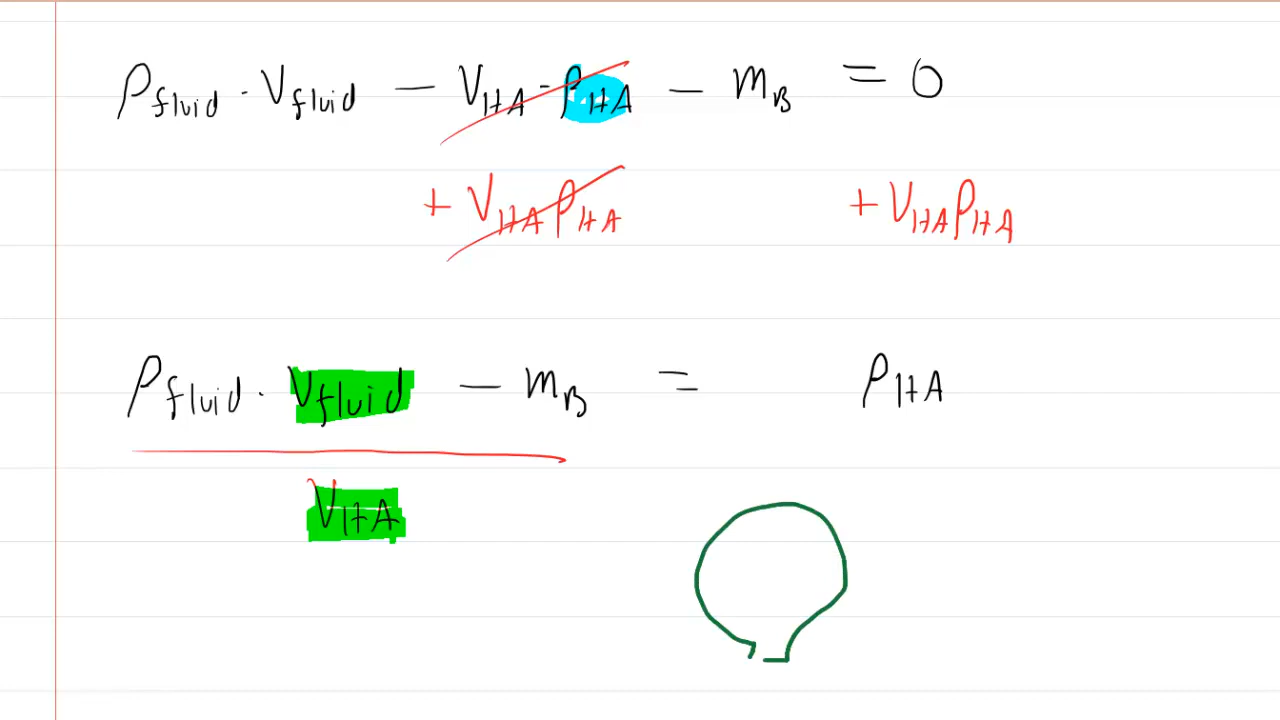 ρfluid · Vfluid − VHA · ρHA − mB = 0
+ VHA ρHA + VHA ρHA
ρfluid · Vfluid − mB = ρHA
VHA